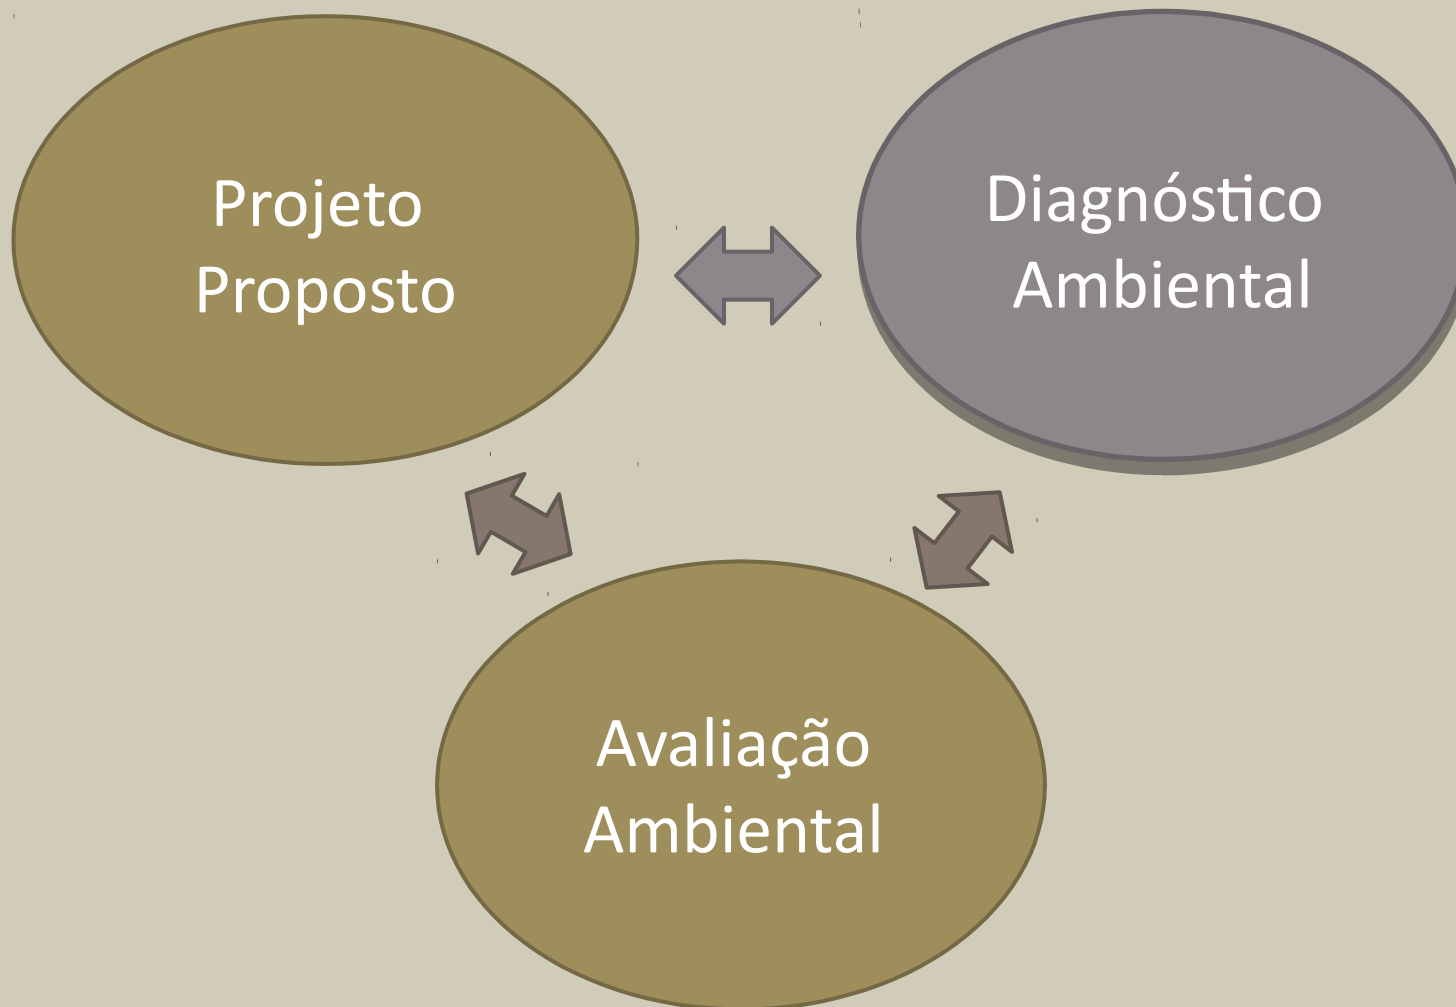 Projeto
Proposto
Diagnóstico
Ambiental
Avaliação
Ambiental